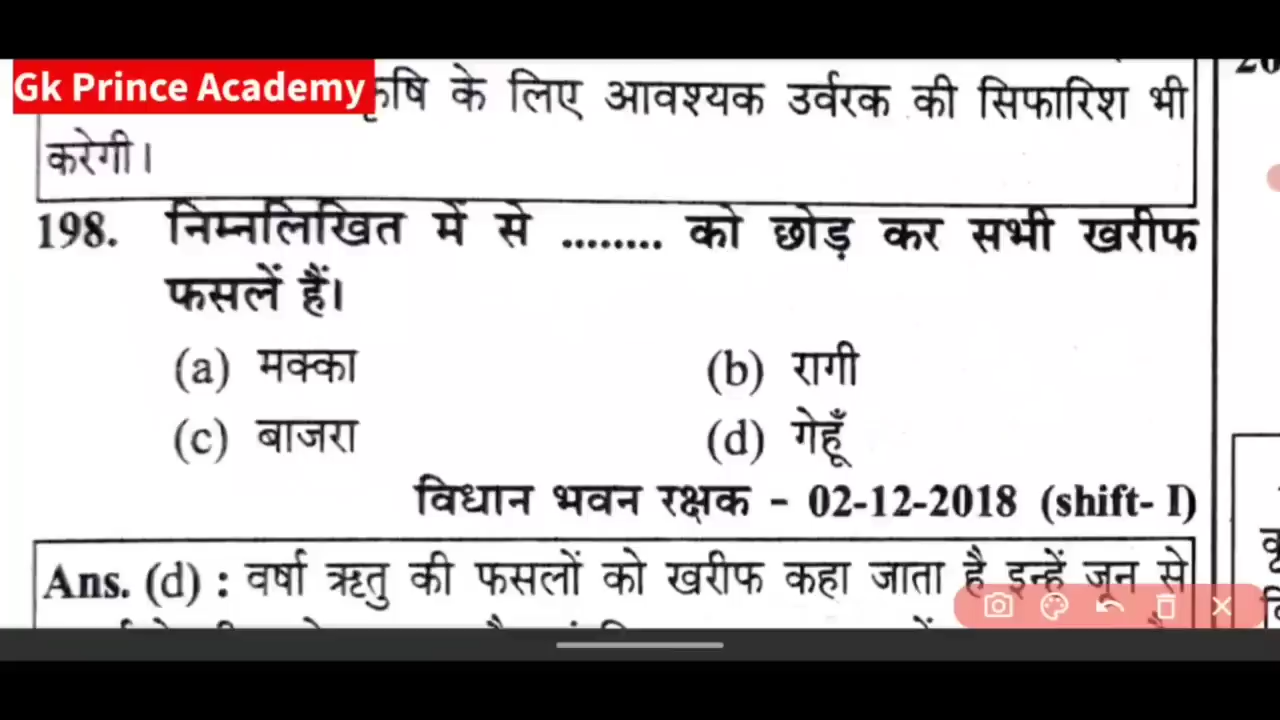 Gk Prince Academy
कृषि के लिए आवश्यक उर्वरक की सिफारिश भी
करेगी।
198. निम्नलिखित में से ........ को छोड़ कर सभी खरीफ
फसलें हैं।
(a) मक्का (b) रागी
(c) बाजरा (d) गेहूँ
विधान भवन रक्षक - 02-12-2018 (shift- I)
Ans. (d) : वर्षा ऋतु की फसलों को खरीफ कहा जाता है इन्हें जून से